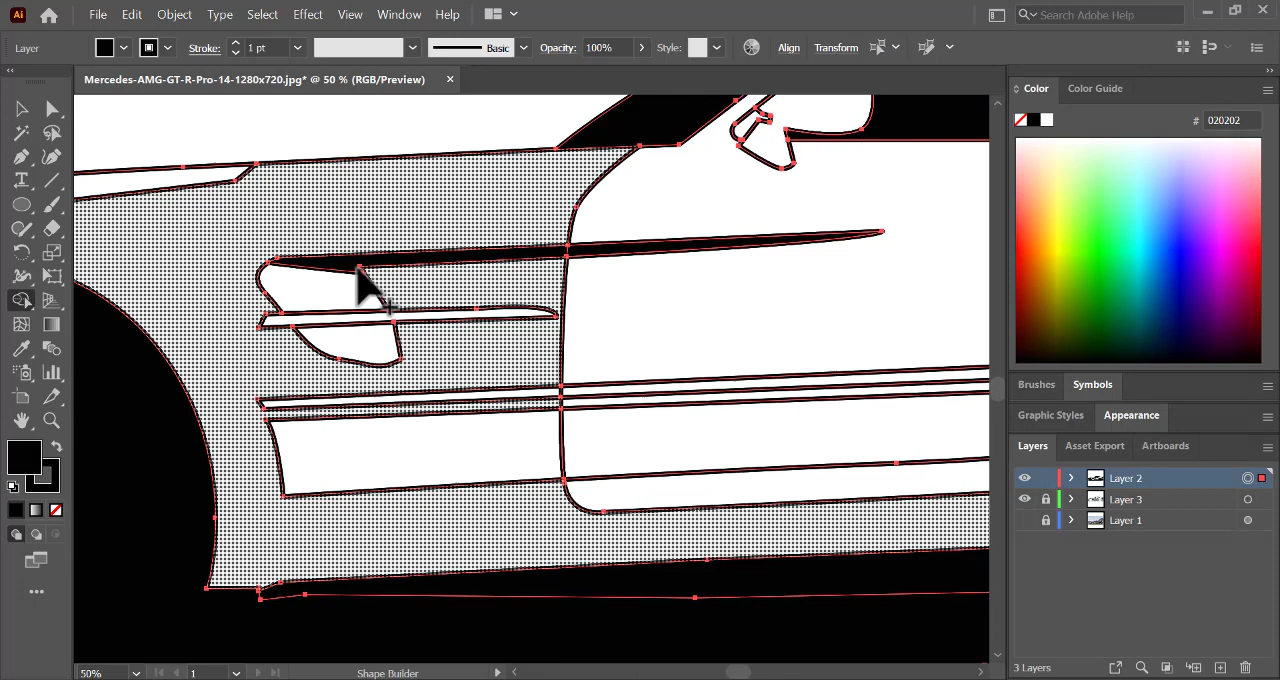 Ai File Edit Object Type Select Effect View Window Help Search Adobe Help
Layer Stroke: 1 pt Basic Opacity: 100% Style: Align Transform
Mercedes-AMG-GT-R-Pro-14-1280x720.jpg* @ 50 % (RGB/Preview)
Color Color Guide
# 020202
Brushes Symbols
Graphic Styles Appearance
Layers Asset Export Artboards
Layer 2
Layer 3
Layer 1
3 Layers
50% 1 Shape Builder